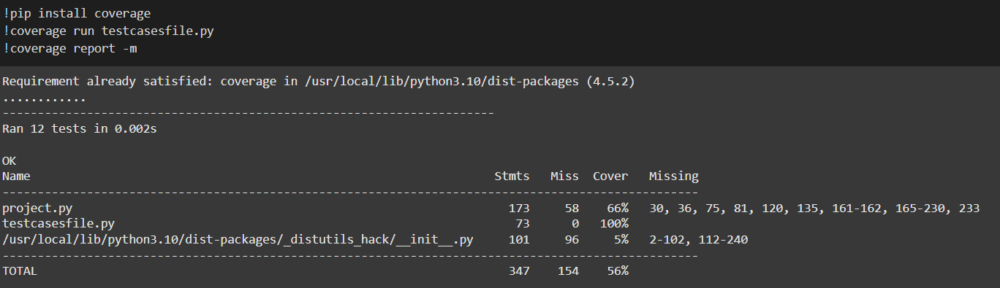 !pip install coverage
!coverage run testcasesfile.py
!coverage report -m
Requirement already satisfied: coverage in /usr/local/lib/python3.10/dist-packages (4.5.2)
............
----------------------------------------------------------------------
Ran 12 tests in 0.002s
OK
Name                                                                  Stmts   Miss  Cover   Missing
---------------------------------------------------------------------------------------------------
project.py                                                              173     58    66%   30, 36, 75, 81, 120, 135, 161-162, 165-230, 233
testcasesfile.py                                                         73      0   100%
/usr/local/lib/python3.10/dist-packages/_distutils_hack/__init__.py     101     96     5%   2-102, 112-240
---------------------------------------------------------------------------------------------------
TOTAL                                                                   347    154    56%